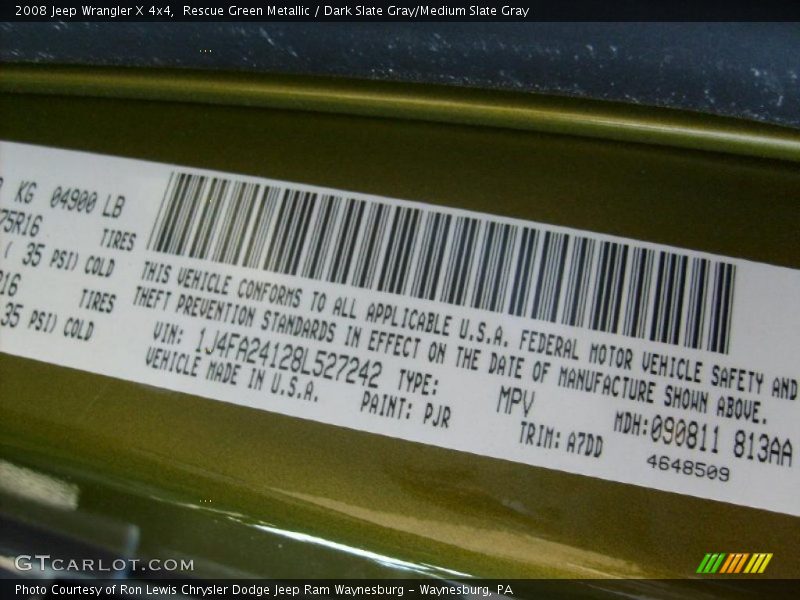 2008 Jeep Wrangler X 4x4, Rescue Green Metallic / Dark Slate Gray/Medium Slate Gray
KG 04900 LB
75R16 TIRES
( 35 PSI) COLD
R16 TIRES
35 PSI) COLD
THIS VEHICLE CONFORMS TO ALL APPLICABLE U.S.A. FEDERAL MOTOR VEHICLE SAFETY AND
THEFT PREVENTION STANDARDS IN EFFECT ON THE DATE OF MANUFACTURE SHOWN ABOVE.
VIN: 1J4FA24128L527242 TYPE: MPV MDH:090811 813AA
VEHICLE MADE IN U.S.A. PAINT: PJR TRIM: A7DD 4648509
GTCARLOT.COM
Photo Courtesy of Ron Lewis Chrysler Dodge Jeep Ram Waynesburg - Waynesburg, PA